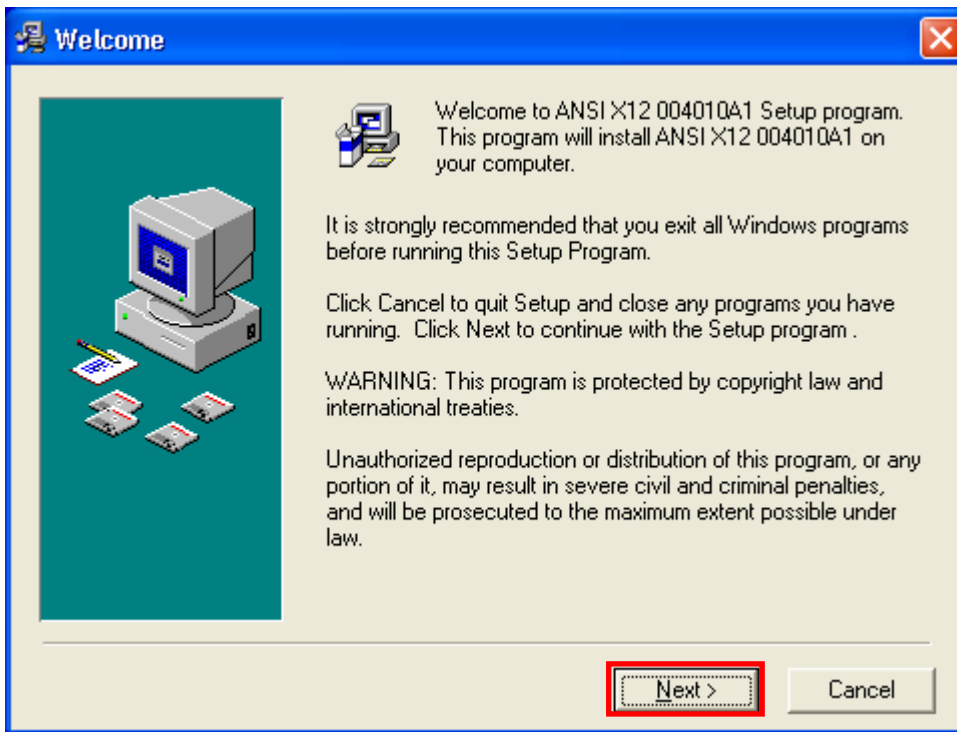 Welcome
Welcome to ANSI X12 004010A1 Setup program.
This program will install ANSI X12 004010A1 on
your computer.
It is strongly recommended that you exit all Windows programs
before running this Setup Program.
Click Cancel to quit Setup and close any programs you have
running.  Click Next to continue with the Setup program .
WARNING: This program is protected by copyright law and
international treaties.
Unauthorized reproduction or distribution of this program, or any
portion of it, may result in severe civil and criminal penalties,
and will be prosecuted to the maximum extent possible under
law.
Next >
Cancel